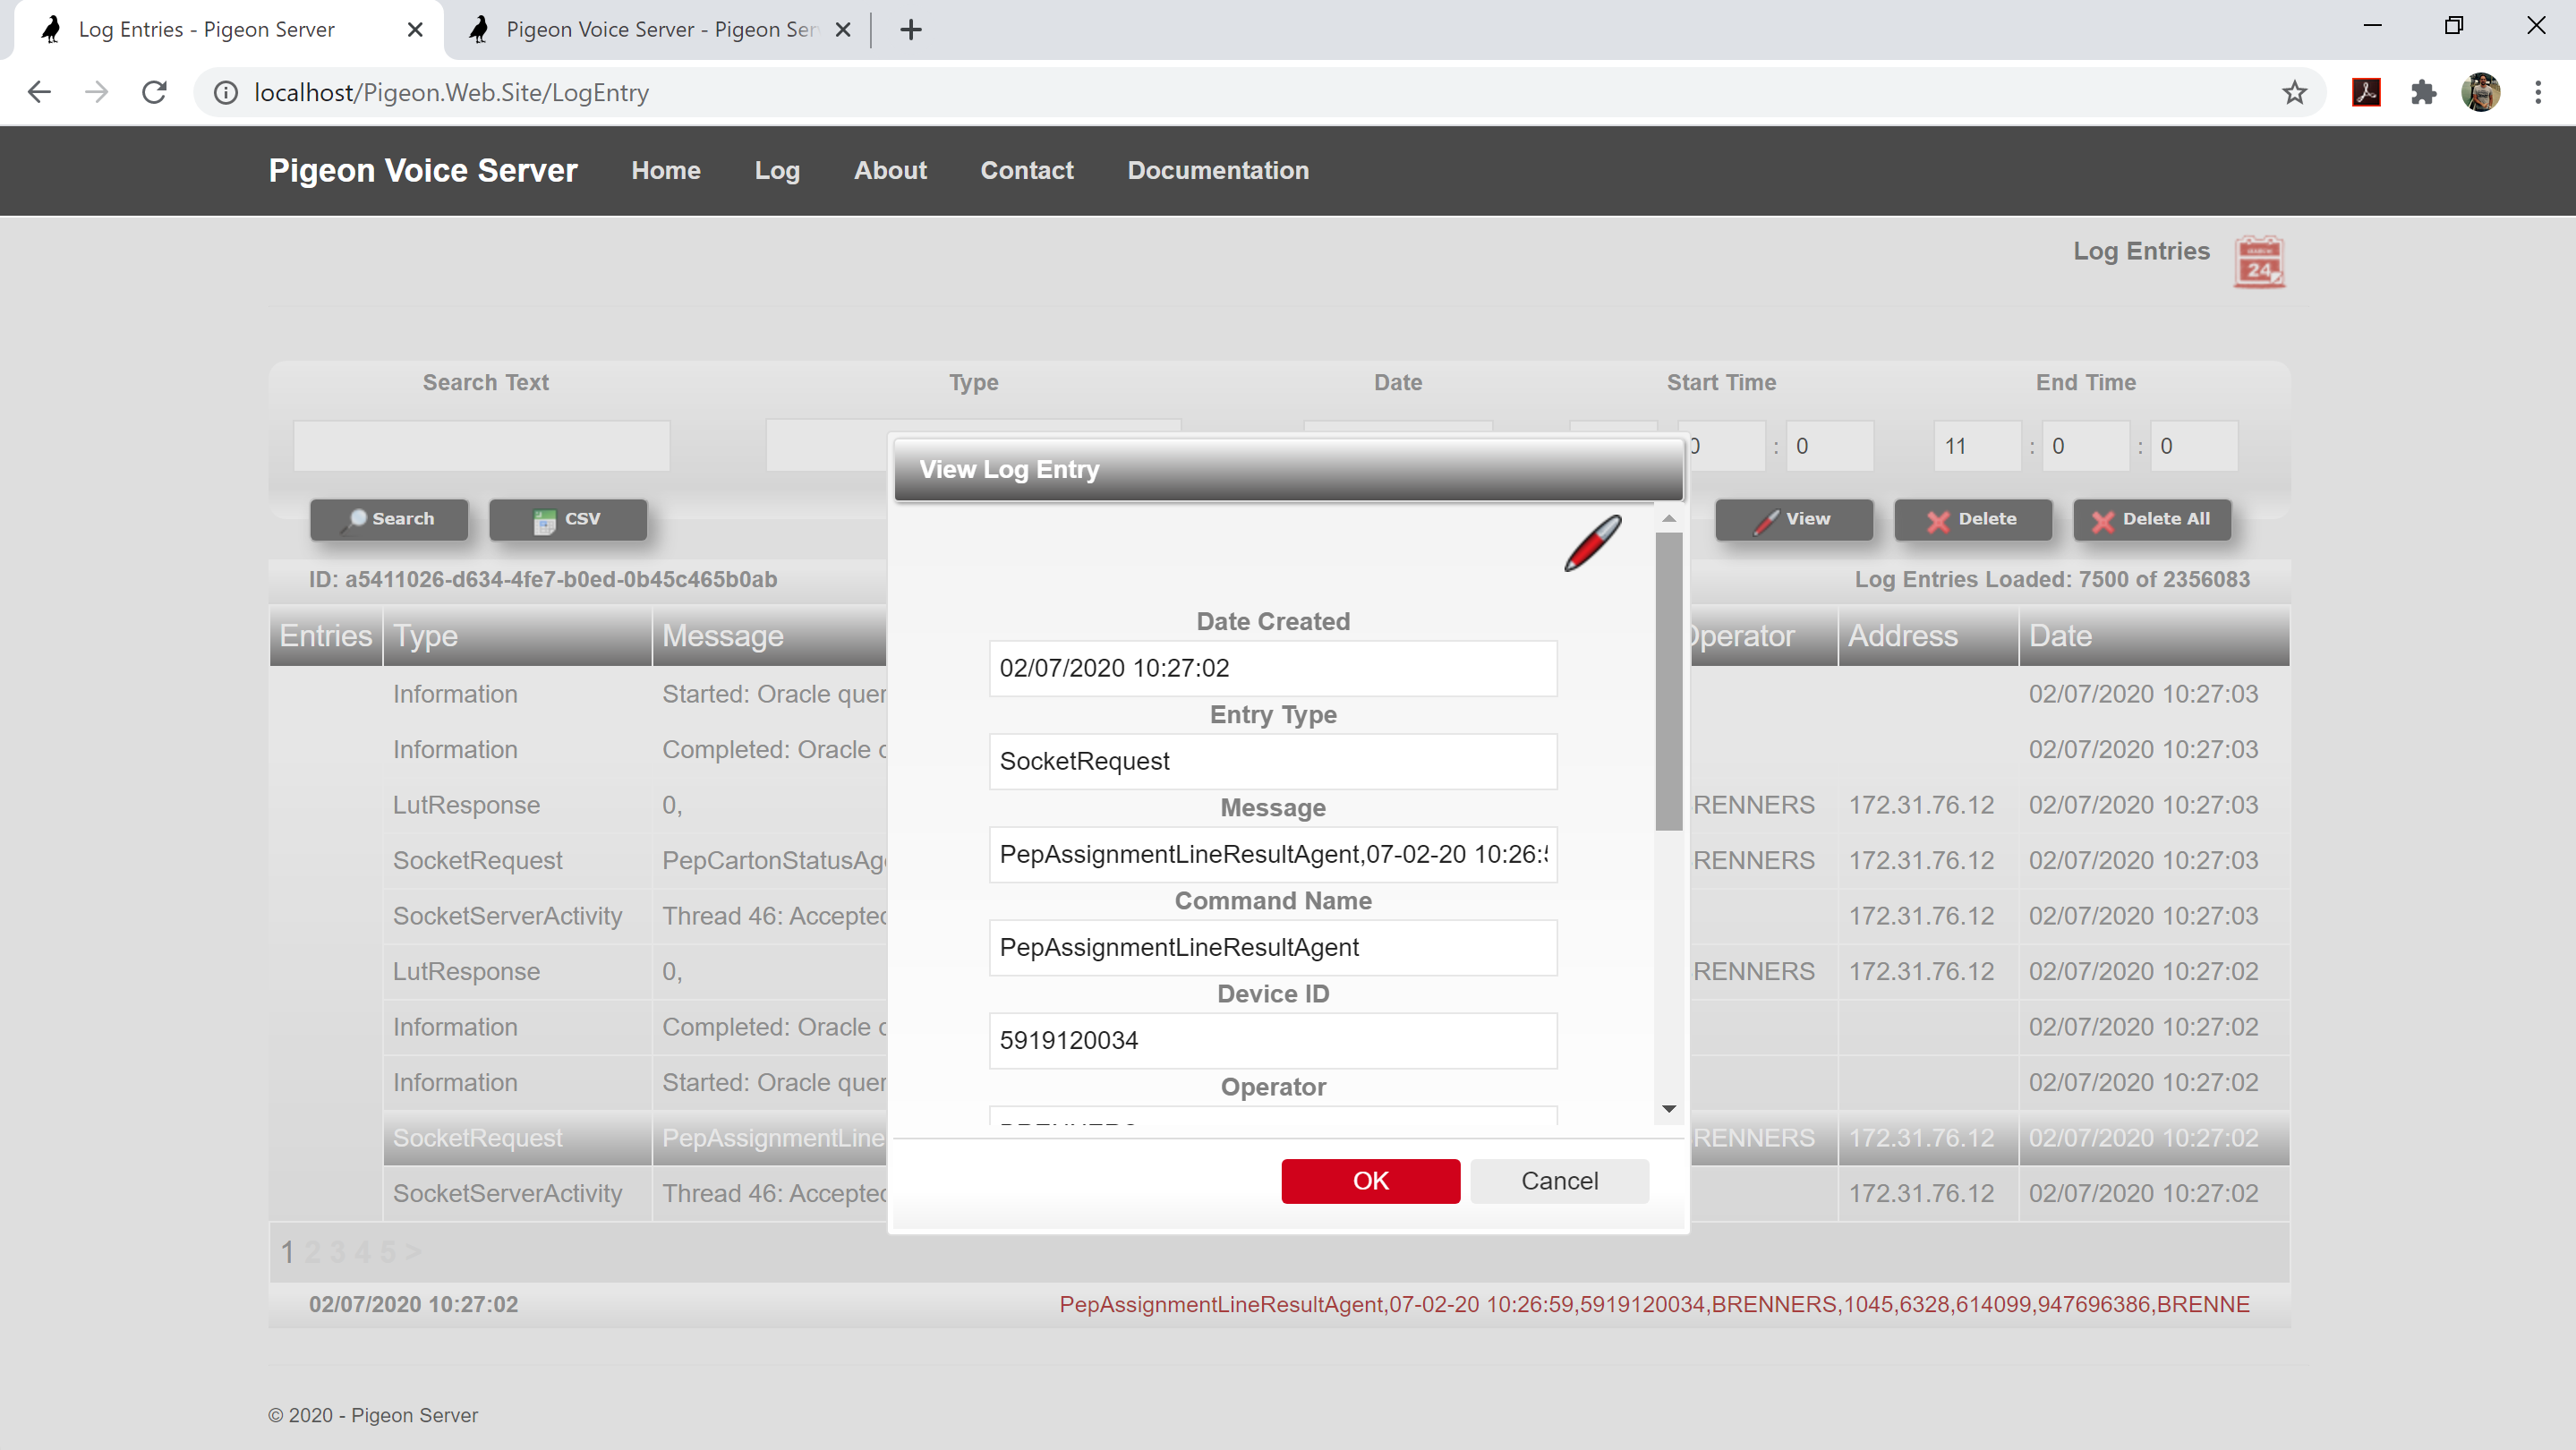 Log Entries - Pigeon Server
Pigeon Voice Server - Pigeon Ser
localhost/Pigeon.Web.Site/LogEntry
Pigeon Voice Server Home Log About Contact Documentation
Log Entries
24
Search Text Type Date Start Time End Time
0 : 0 11 : 0 : 0
View Log Entry
Search CSV View Delete Delete All
ID: a5411026-d634-4fe7-b0ed-0b45c465b0ab Log Entries Loaded: 7500 of 2356083
Entries Type Message Operator Address Date
Information Started: Oracle quer 02/07/2020 10:27:03
Information Completed: Oracle 02/07/2020 10:27:03
LutResponse 0, RENNERS 172.31.76.12 02/07/2020 10:27:03
SocketRequest PepCartonStatusAg RENNERS 172.31.76.12 02/07/2020 10:27:03
SocketServerActivity Thread 46: Accepted 172.31.76.12 02/07/2020 10:27:03
LutResponse 0, RENNERS 172.31.76.12 02/07/2020 10:27:02
Information Completed: Oracle 02/07/2020 10:27:02
Information Started: Oracle quer 02/07/2020 10:27:02
SocketRequest PepAssignmentLine RENNERS 172.31.76.12 02/07/2020 10:27:02
SocketServerActivity Thread 46: Accepted 172.31.76.12 02/07/2020 10:27:02
Date Created
02/07/2020 10:27:02
Entry Type
SocketRequest
Message
PepAssignmentLineResultAgent,07-02-20 10:26:5
Command Name
PepAssignmentLineResultAgent
Device ID
5919120034
Operator
OK Cancel
1 2 3 4 5 >
02/07/2020 10:27:02 PepAssignmentLineResultAgent,07-02-20 10:26:59,5919120034,BRENNERS,1045,6328,614099,947696386,BRENNE
© 2020 - Pigeon Server